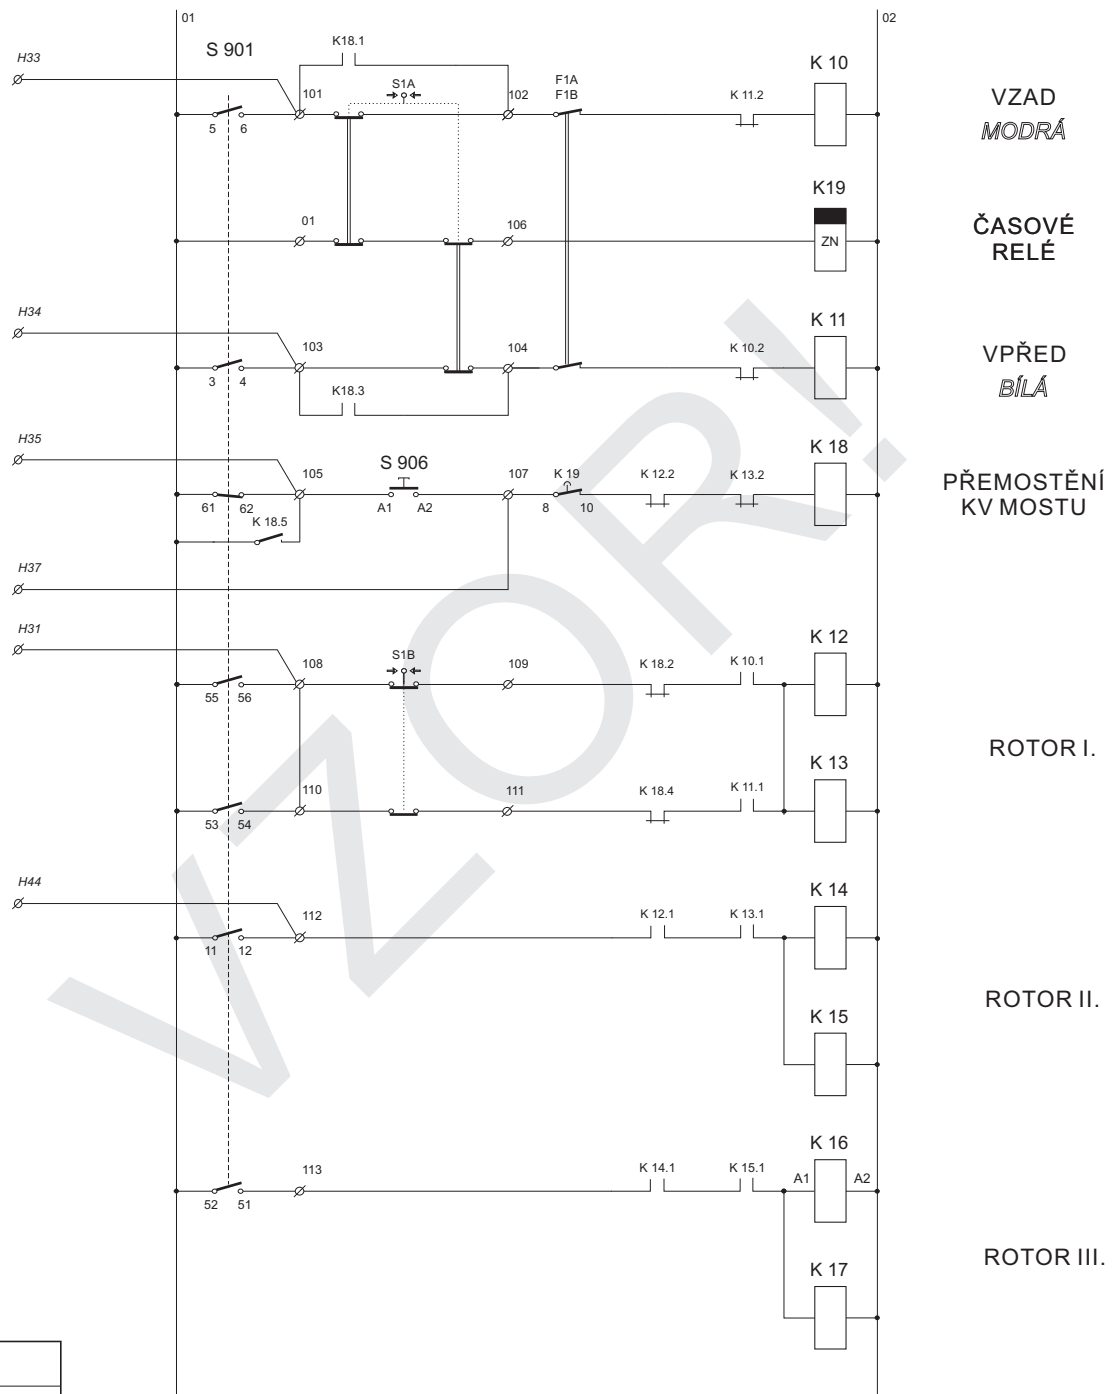 01
02
S 901
K18.1
K 10
H33
S1A
F1A
F1B
101
102
K 11.2
VZAD
MODRÁ
5 6
K19
01
106
ZN
ČASOVÉ
RELÉ
H34
K 11
103
104
K 10.2
VPŘED
BÍLÁ
3 4
K18.3
H35
K 18
S 906
105
107
K 19
K 12.2
K 13.2
PŘEMOSTĚNÍ
KV MOSTU
61 62
A1 A2
8 10
K 18.5
H37
H31
K 12
S1B
108
109
K 18.2
K 10.1
55 56
ROTOR I.
K 13
110
111
K 18.4
K 11.1
53 54
H44
K 14
112
K 12.1
K 13.1
11 12
ROTOR II.
K 15
K 16
113
K 14.1
K 15.1
A1 A2
52 51
ROTOR III.
K 17
VZOR!